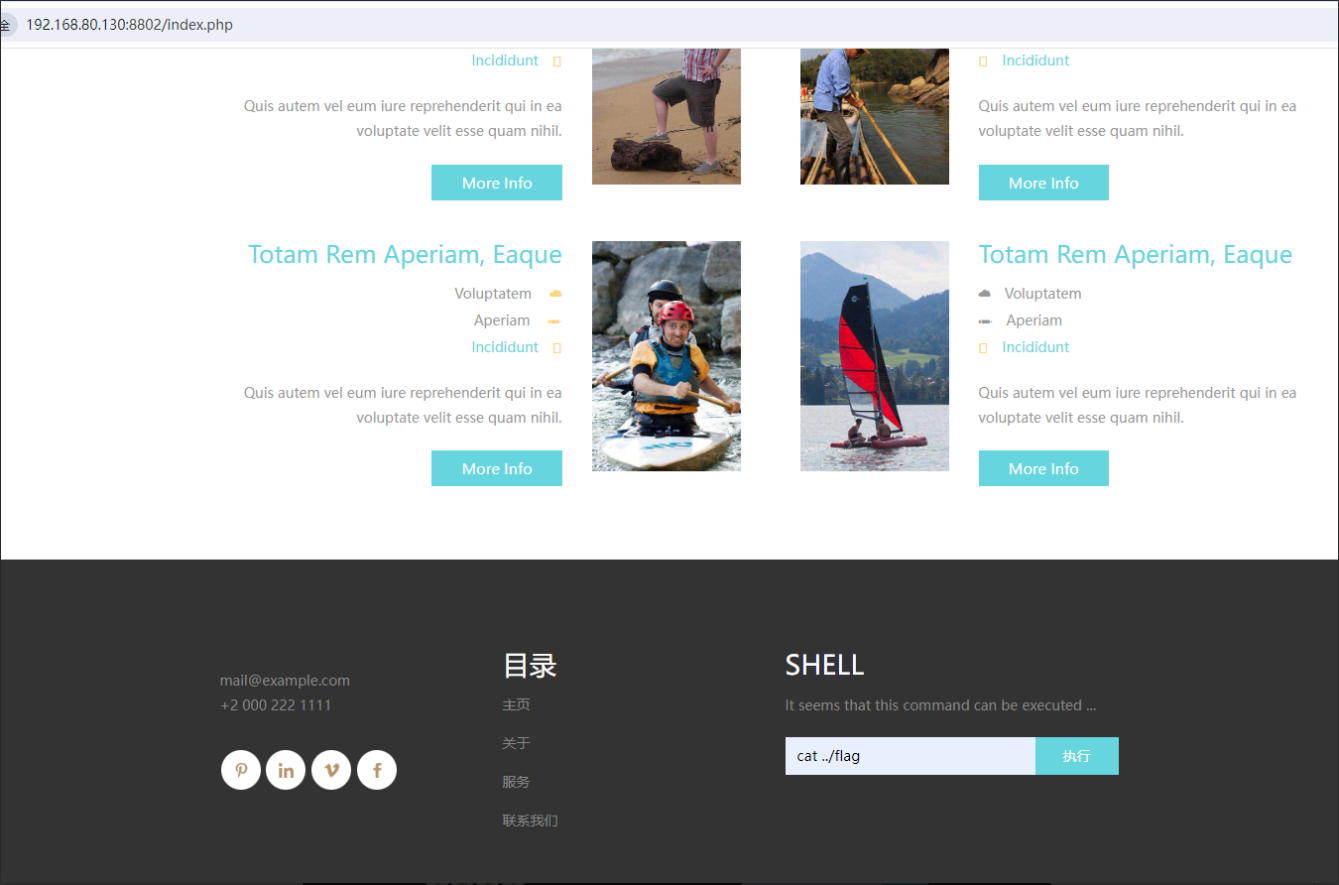 全 192.168.80.130:8802/index.php
Incididunt
Quis autem vel eum iure reprehenderit qui in ea
voluptate velit esse quam nihil.
More Info
Incididunt
Quis autem vel eum iure reprehenderit qui in ea
voluptate velit esse quam nihil.
More Info
Totam Rem Aperiam, Eaque
Voluptatem
Aperiam
Incididunt
Quis autem vel eum iure reprehenderit qui in ea
voluptate velit esse quam nihil.
More Info
Totam Rem Aperiam, Eaque
Voluptatem
Aperiam
Incididunt
Quis autem vel eum iure reprehenderit qui in ea
voluptate velit esse quam nihil.
More Info
mail@example.com
+2 000 222 1111
目录
主页
关于
服务
联系我们
SHELL
It seems that this command can be executed ...
cat ../flag
执行